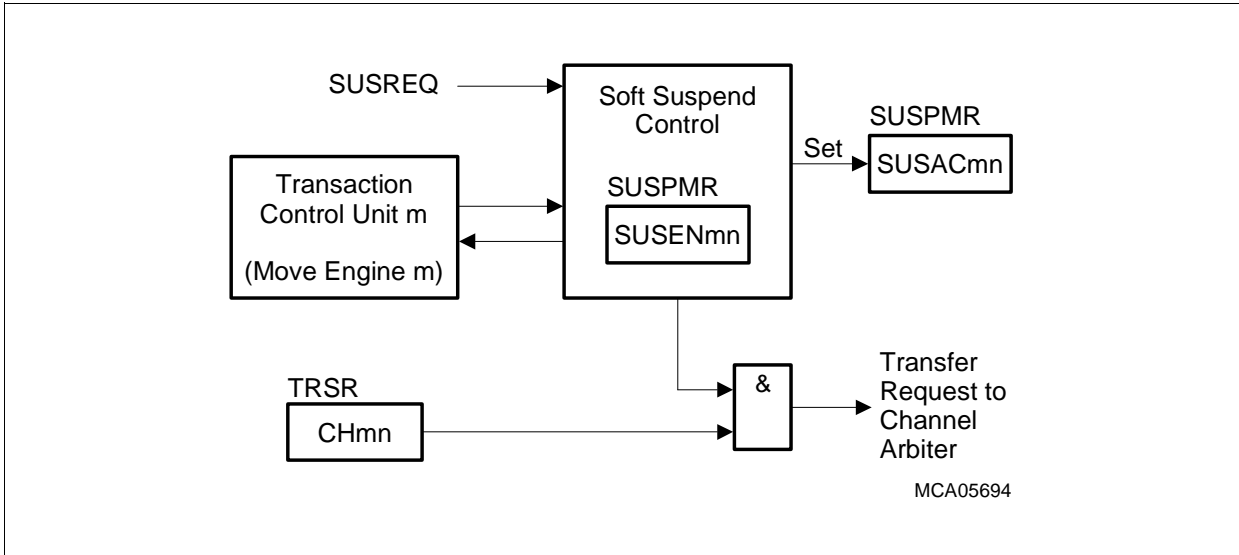 SUSREQ
Soft Suspend
Control
SUSPMR
SUSENmn
Transaction
Control Unit m
(Move Engine m)
Set
SUSPMR
SUSACmn
TRSR
CHmn
&
Transfer
Request to
Channel
Arbiter
MCA05694